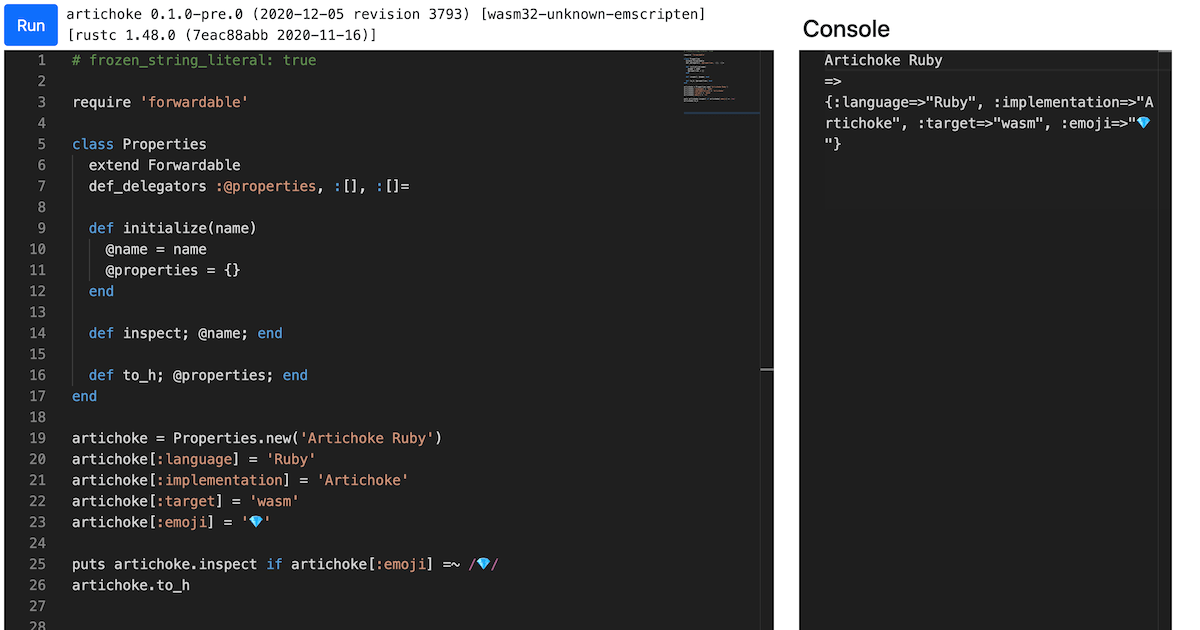 Run
artichoke 0.1.0-pre.0 (2020-12-05 revision 3793) [wasm32-unknown-emscripten]
[rustc 1.48.0 (7eac88abb 2020-11-16)]
1 # frozen_string_literal: true
2
3 require 'forwardable'
4
5 class Properties
6   extend Forwardable
7   def_delegators :@properties, :[], :[]=
8
9   def initialize(name)
10     @name = name
11     @properties = {}
12   end
13
14   def inspect; @name; end
15
16   def to_h; @properties; end
17 end
18
19 artichoke = Properties.new('Artichoke Ruby')
20 artichoke[:language] = 'Ruby'
21 artichoke[:implementation] = 'Artichoke'
22 artichoke[:target] = 'wasm'
23 artichoke[:emoji] = '💎'
24
25 puts artichoke.inspect if artichoke[:emoji] =~ /💎/
26 artichoke.to_h
27
28
Console
Artichoke Ruby
=>
{:language=>"Ruby", :implementation=>"A
rtichoke", :target=>"wasm", :emoji=>"💎
"}